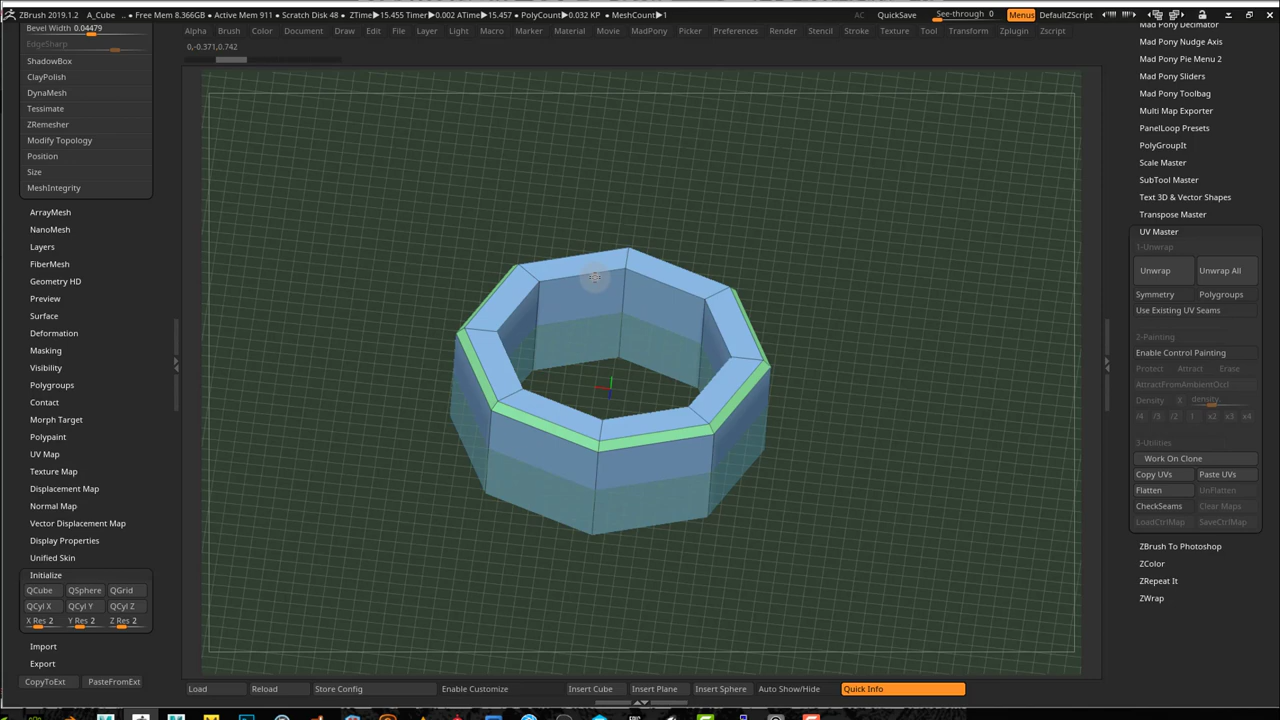 ZBrush 2019.1.2 A_Cube .. • Free Mem 8.366GB • Active Mem 911 • Scratch Disk 48 • ZTime▶15.455 Timer▶0.002 ATime▶15.457 • PolyCount▶0.032 KP • MeshCount▶1 AC QuickSave See-through 0 Menus DefaultZScript
Alpha Brush Color Document Draw Edit File Layer Light Macro Marker Material Movie MadPony Picker Preferences Render Stencil Stroke Texture Tool Transform Zplugin Zscript
0,-0.371,0.742
Bevel Width 0.04479
EdgeSharp
ShadowBox
ClayPolish
DynaMesh
Tessimate
ZRemesher
Modify Topology
Position
Size
MeshIntegrity
ArrayMesh
NanoMesh
Layers
FiberMesh
Geometry HD
Preview
Surface
Deformation
Masking
Visibility
Polygroups
Contact
Morph Target
Polypaint
UV Map
Texture Map
Displacement Map
Normal Map
Vector Displacement Map
Display Properties
Unified Skin
Initialize
QCube QSphere QGrid
QCyl X QCyl Y QCyl Z
X Res 2 Y Res 2 Z Res 2
Import
Export
CopyToExt PasteFromExt
Mad Pony Decimator
Mad Pony Nudge Axis
Mad Pony Pie Menu 2
Mad Pony Sliders
Mad Pony Toolbag
Multi Map Exporter
PanelLoop Presets
PolyGroupIt
Scale Master
SubTool Master
Text 3D & Vector Shapes
Transpose Master
UV Master
1-Unwrap
Unwrap Unwrap All
Symmetry Polygroups
Use Existing UV Seams
2-Painting
Enable Control Painting
Protect Attract Erase
AttractFromAmbientOccl
Density X density
/4 /3 /2 1 x2 x3 x4
3-Utilities
Work On Clone
Copy UVs Paste UVs
Flatten UnFlatten
CheckSeams Clear Maps
LoadCtrlMap SaveCtrlMap
ZBrush To Photoshop
ZColor
ZRepeat It
ZWrap
Load Reload Store Config Enable Customize Insert Cube Insert Plane Insert Sphere Auto Show/Hide Quick Info